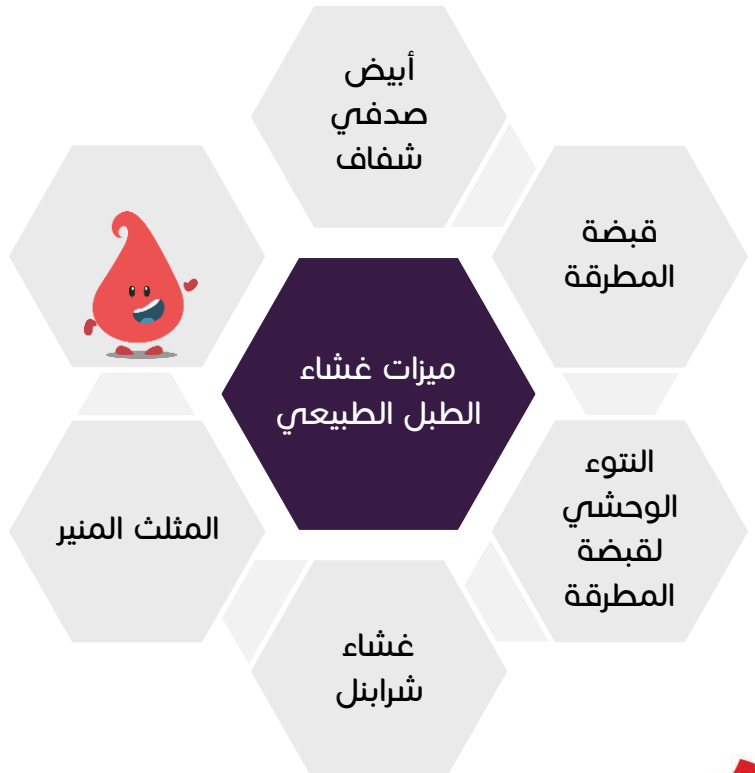 أبيض
صدفي
شفاف
قبضة
المطرقة
ميزات غشاء
الطبل الطبيعي
النتوء
الوحشي
لقبضة
المطرقة
المثلث المنير
غشاء
شرابنل